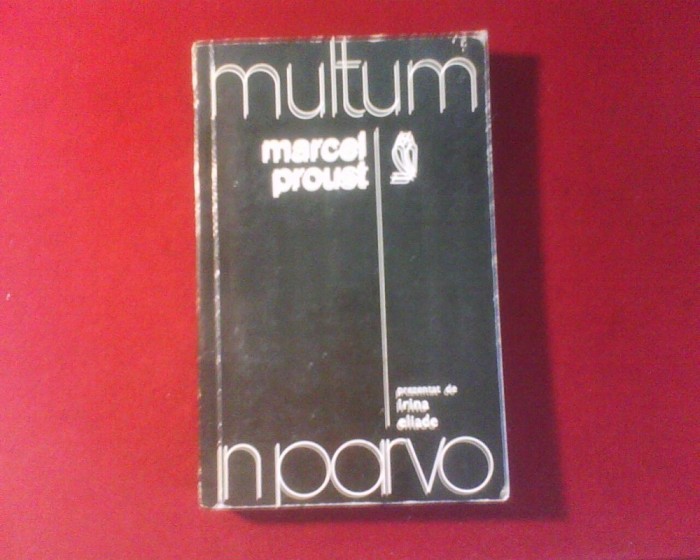 multum
marcel
proust
prezentat de
irina
eliade
in parvo